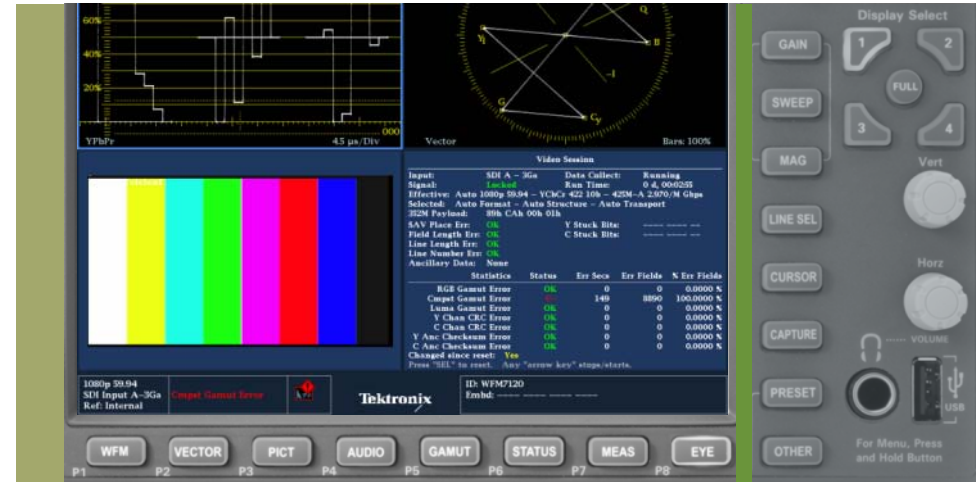 Display Select
60%
Q
40%
YL
B
-I
20%
G
CY
000
YPbPr
45 µs/Div
Vector
Bars: 100%
Video Session
Input: SDI A – 3Ga Data Collect: Running
Signal: Locked Run Time: 0 d, 00:02:55
Effective: Auto 1080p 59.94 – YCbCr 422 10b – 425M-A 2.970/M Gbps
Selected: Auto Format – Auto Structure – Auto Transport
352M Payload: 89h CAh 00h 01h
SAV Place Err: OK Y Stuck Bits: ---- ---- --
Field Length Err: OK C Stuck Bits: ---- ---- --
Line Length Err: OK
Line Number Err: OK
Ancillary Data: None
Statistics Status Err Secs Err Fields % Err Fields
RGB Gamut Error OK 0 0 0.0000 %
Cmpst Gamut Error 149 8890 100.0000 %
Luma Gamut Error OK 0 0 0.0000 %
Y Chan CRC Error OK 0 0 0.0000 %
C Chan CRC Error OK 0 0 0.0000 %
Y Anc Checksum Error OK 0 0 0.0000 %
C Anc Checksum Error OK 0 0 0.0000 %
Changed since reset: Yes
Press "SEL" to reset. Any "arrow key" stops/starts.
1080p 59.94
SDI Input A-3Ga
Ref: Internal
Cmpst Gamut Error
Tektronix
ID: WFM7120
Embd: ---- ---- ---- ----
WFM
VECTOR
PICT
AUDIO
GAMUT
STATUS
MEAS
EYE
P1
P2
P3
P4
P5
P6
P7
P8
GAIN
1
2
FULL
SWEEP
3
4
MAG
Vert
LINE SEL
Horz
CURSOR
CAPTURE
VOLUME
PRESET
USB
OTHER
For Menu, Press
and Hold Button